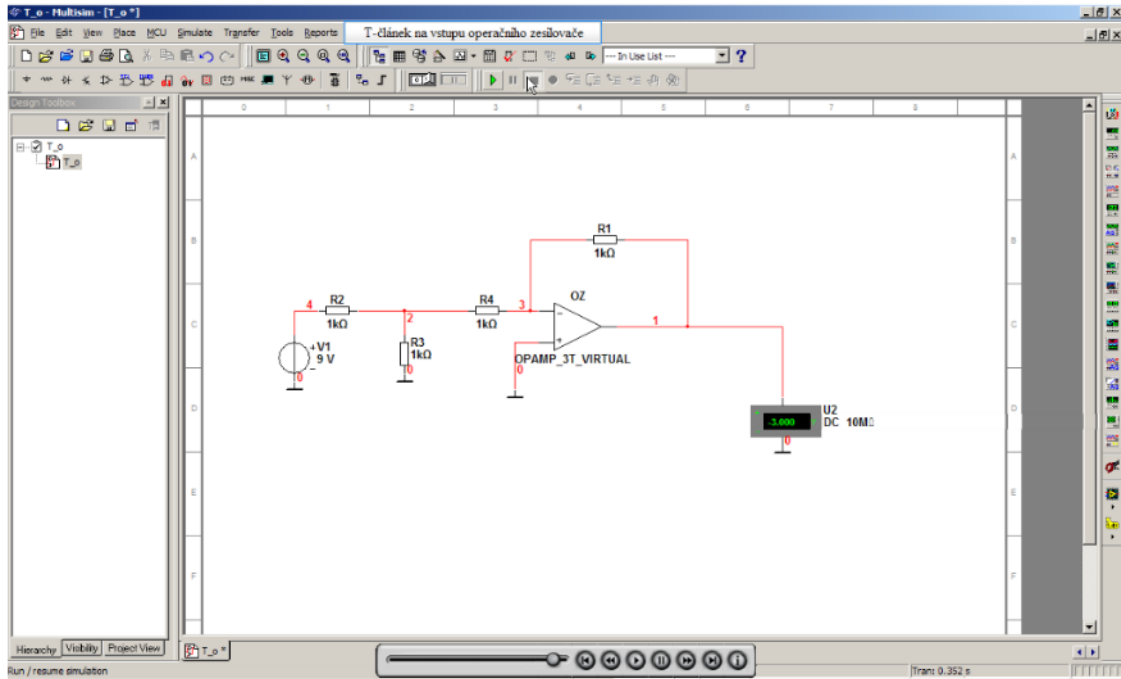 T_o - Multisim - [T_o *]
File Edit View Place MCU Simulate Transfer Tools Reports
T-článek na vstupu operačního zesilovače
--- In Use List ---
?
Design Toolbox
T_o
T_o
0 1 2 3 4 5 6 7 8
A A
B B
C C
D D
E E
F F
R1
1kΩ
4 R2
1kΩ
2
R4
1kΩ
3
OZ
1
+V1
9 V
0
R3
1kΩ
0
OPAMP_3T_VIRTUAL
0
U2
-3.000
DC 10MΩ
0
Hierarchy Visibility Project View
T_o *
Run / resume simulation
Tran: 0.352 s